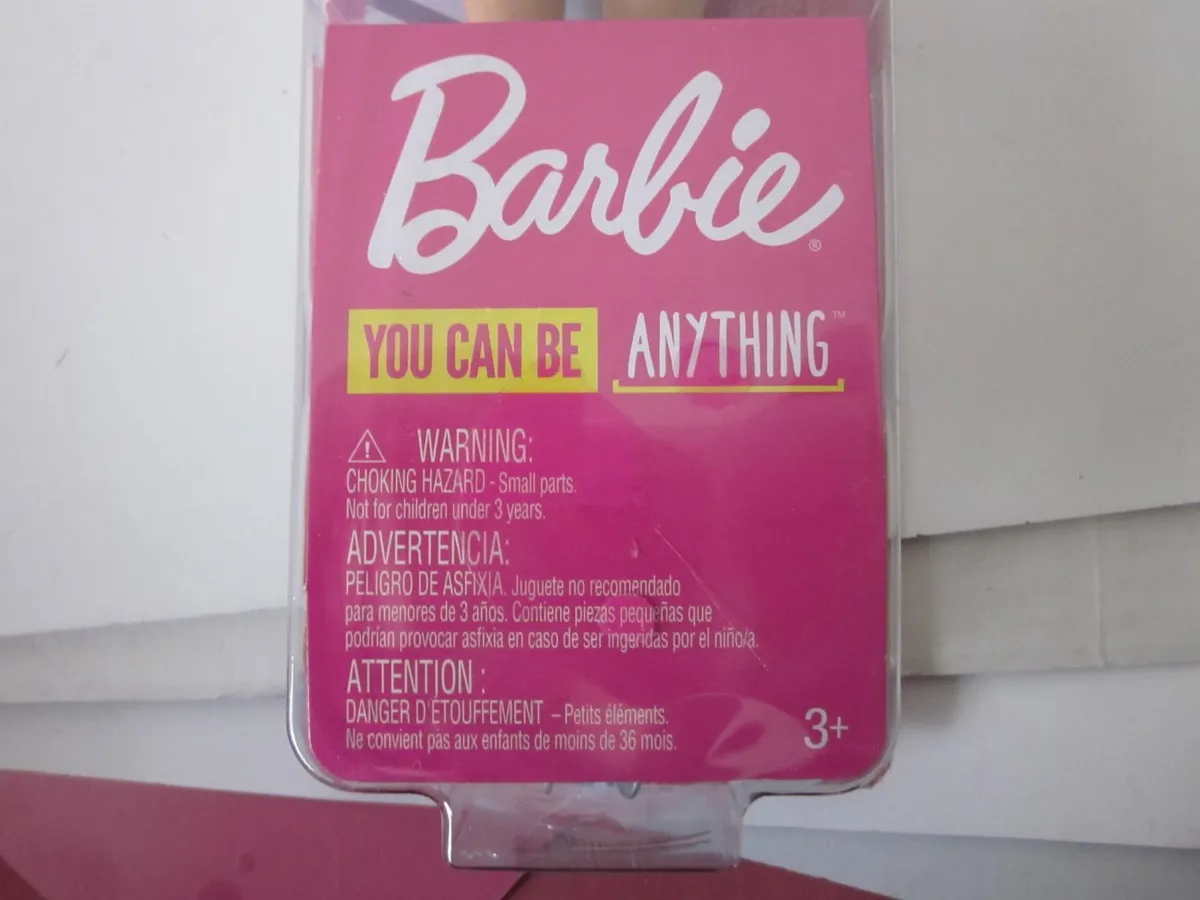 Barbie®
YOU CAN BE ANYTHING™
WARNING:
CHOKING HAZARD - Small parts.
Not for children under 3 years.
ADVERTENCIA:
PELIGRO DE ASFIXIA. Juguete no recomendado
para menores de 3 años. Contiene piezas pequeñas que
podrían provocar asfixia en caso de ser ingeridas por el niño/a.
ATTENTION :
DANGER D'ÉTOUFFEMENT – Petits éléments.
Ne convient pas aux enfants de moins de 36 mois.
3+